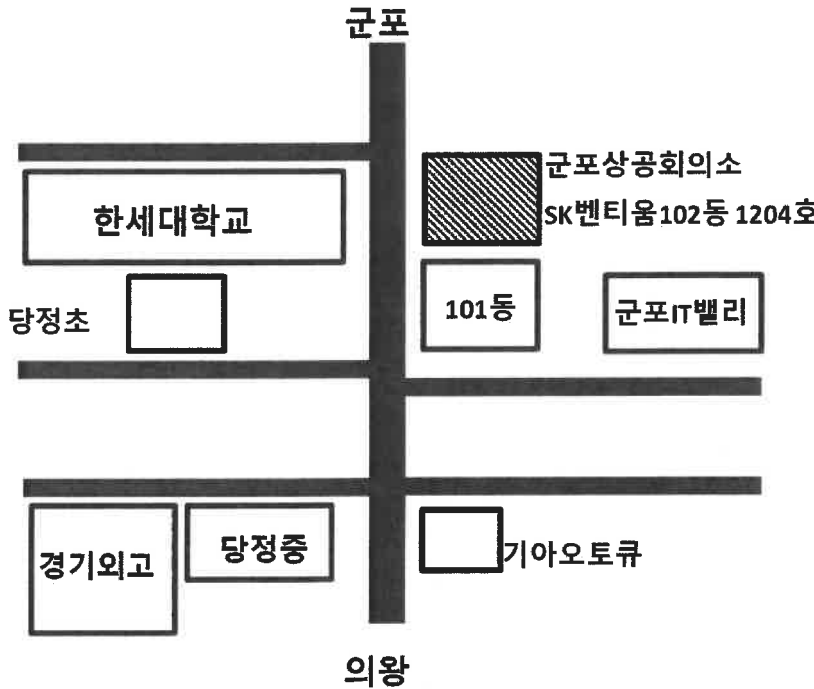 군포
군포상공회의소
SK벤티움102동 1204호
한세대학교
당정초
101동
군포IT밸리
경기외고
당정중
기아오토큐
의왕